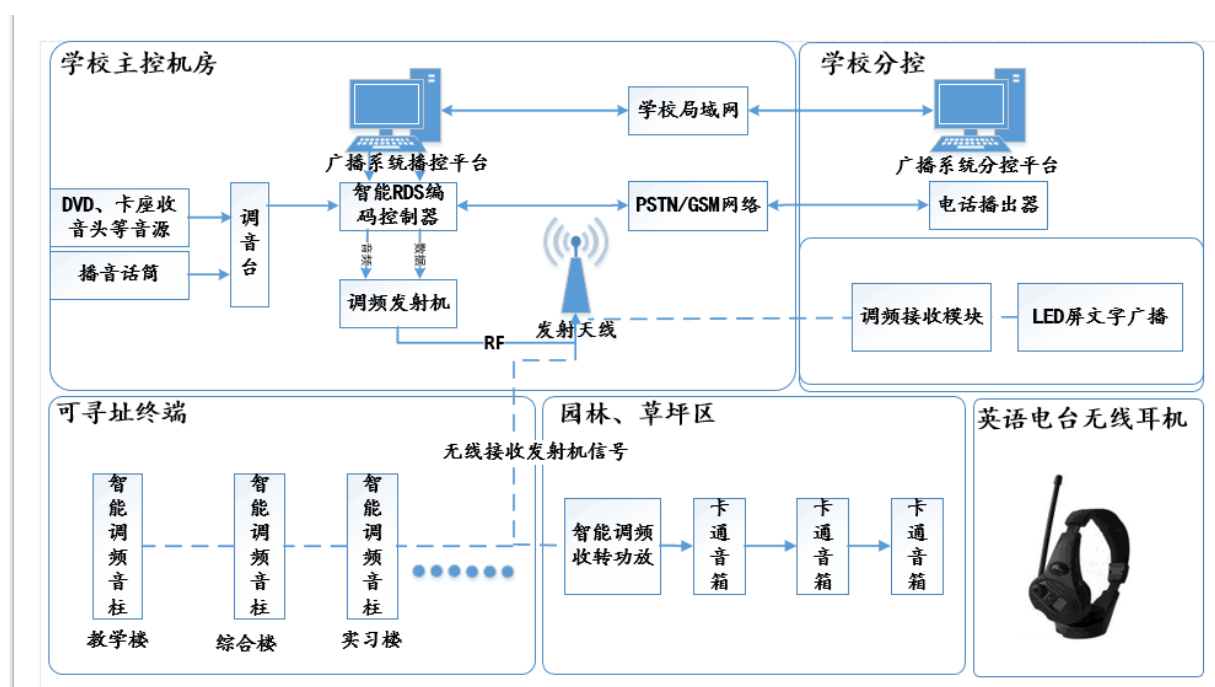 学校主控机房
学校分控
学校局域网
广播系统播控平台
广播系统分控平台
DVD、卡座收
音头等音源
调音台
智能RDS编
码控制器
PSTN/GSM网络
电话播出器
播音话筒
音频
数据
调频发射机
发射天线
RF
调频接收模块
LED屏文字广播
可寻址终端
园林、草坪区
英语电台无线耳机
无线接收发射机信号
智能调频音柱
智能调频音柱
智能调频音柱
智能调频
收转功放
卡通音箱
卡通音箱
卡通音箱
教学楼
综合楼
实习楼